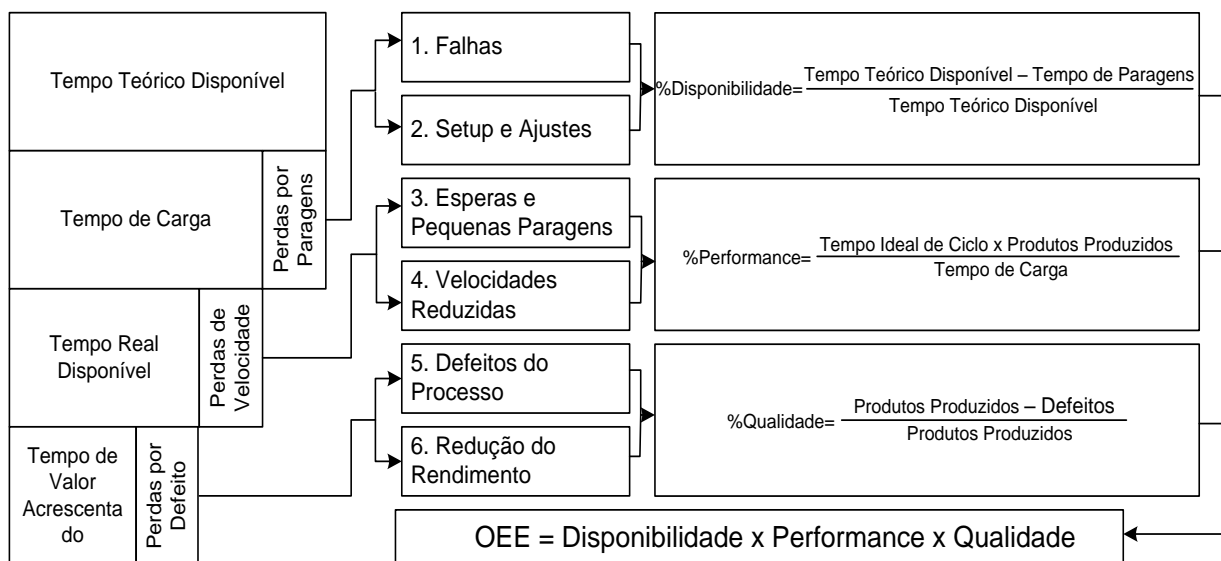 Tempo Teórico Disponível
Tempo de Carga
Perdas por
Paragens
Tempo Real
Disponível
Perdas de
Velocidade
Tempo de
Valor
Acrescenta
do
Perdas por
Defeito
1. Falhas
2. Setup e Ajustes
3. Esperas e
Pequenas Paragens
4. Velocidades
Reduzidas
5. Defeitos do
Processo
6. Redução do
Rendimento
%Disponibilidade=
Tempo Teórico Disponível – Tempo de Paragens
Tempo Teórico Disponível
%Performance=
Tempo Ideal de Ciclo x Produtos Produzidos
Tempo de Carga
%Qualidade=
Produtos Produzidos – Defeitos
Produtos Produzidos
OEE = Disponibilidade x Performance x Qualidade